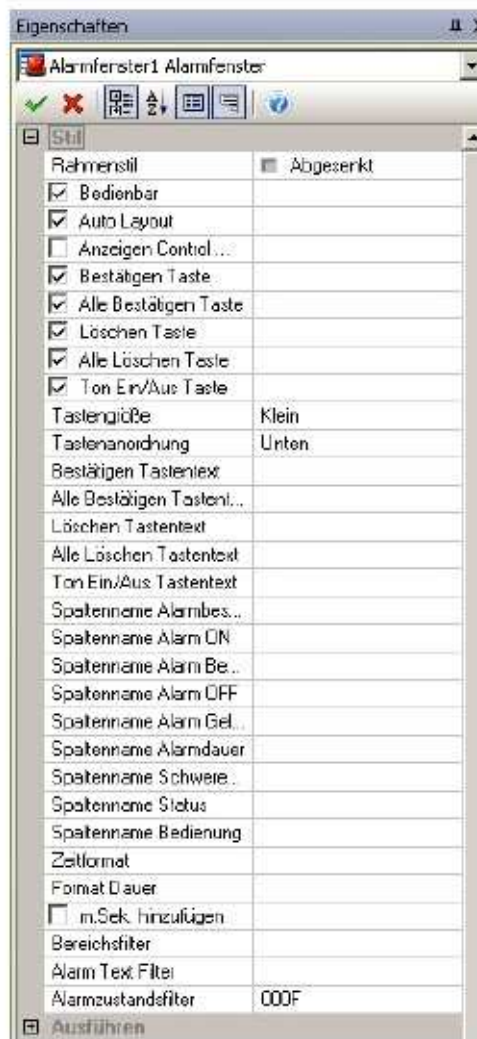 Eigenschaften
Alarmfenster1 Alarmfenster
Stil
Rahmenstil Abgesenkt
Bedienbar
Auto Layout
Anzeigen Control ...
Bestätigen Taste
Alle Bestätigen Taste
Löschen Taste
Alle Löschen Taste
Ton Ein/Aus Taste
Tastengröße Klein
Tastenanordnung Unten
Bestätigen Tastentext
Alle Bestätigen Tastent...
Löschen Tastentext
Alle Löschen Tastentext
Ton Ein/Aus Tastentext
Spaltenname Alarmbes...
Spaltenname Alarm ON
Spaltenname Alarm Be...
Spaltenname Alarm OFF
Spaltenname Alarm Gel...
Spaltenname Alarmdauer
Spaltenname Schwere...
Spaltenname Status
Spaltenname Bedienung
Zeitformat
Format Dauer
m.Sek. hinzufügen
Bereichsfilter
Alarm Text Filter
Alarmzustandsfilter 000F
Ausführen